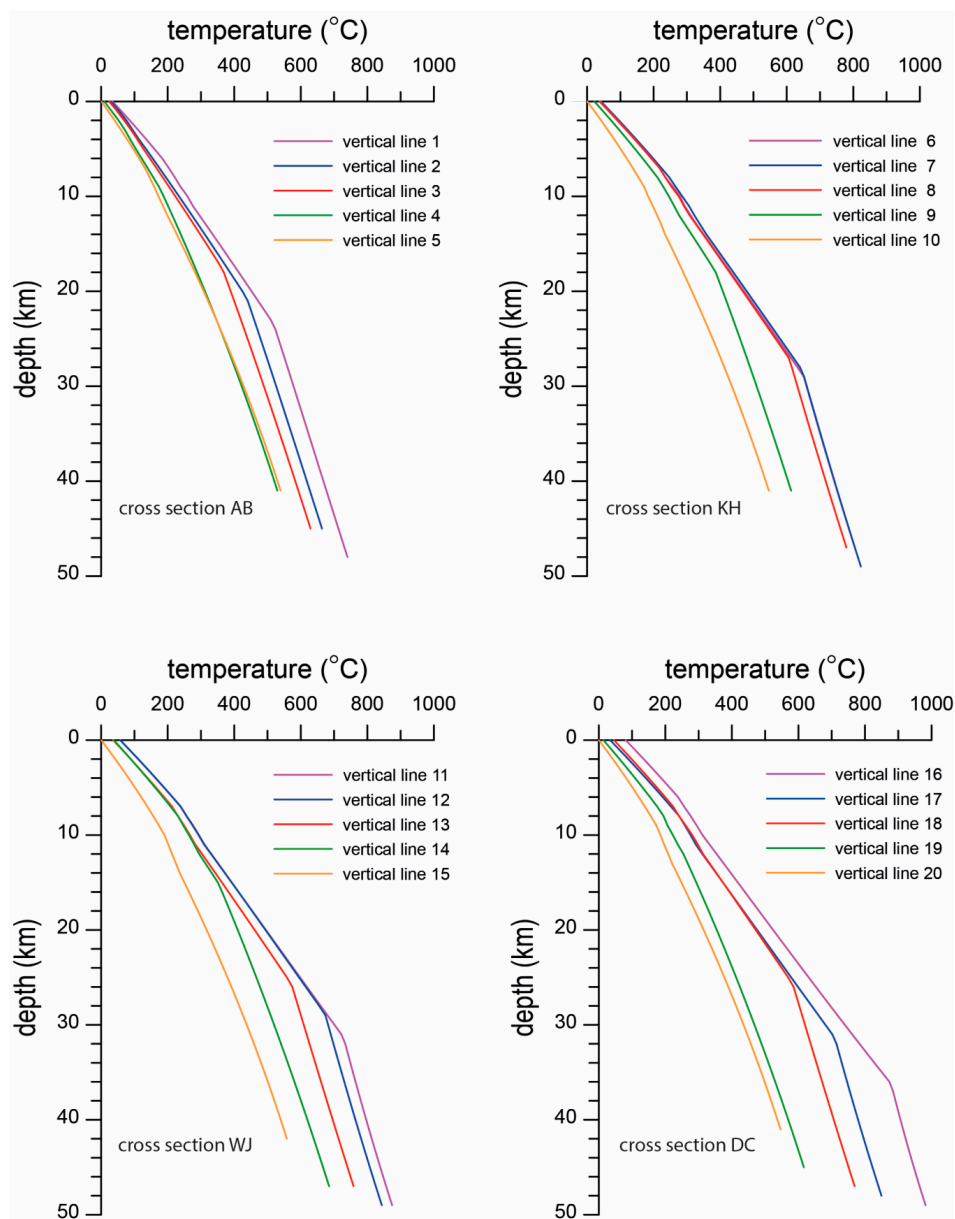 temperature (°C)
0 200 400 600 800 1000
0
10
20
30
40
50
depth (km)
vertical line 1
vertical line 2
vertical line 3
vertical line 4
vertical line 5
cross section AB
temperature (°C)
0 200 400 600 800 1000
0
10
20
30
40
50
depth (km)
vertical line 6
vertical line 7
vertical line 8
vertical line 9
vertical line 10
cross section KH
temperature (°C)
0 200 400 600 800 1000
0
10
20
30
40
50
depth (km)
vertical line 11
vertical line 12
vertical line 13
vertical line 14
vertical line 15
cross section WJ
temperature (°C)
0 200 400 600 800 1000
0
10
20
30
40
50
depth (km)
vertical line 16
vertical line 17
vertical line 18
vertical line 19
vertical line 20
cross section DC